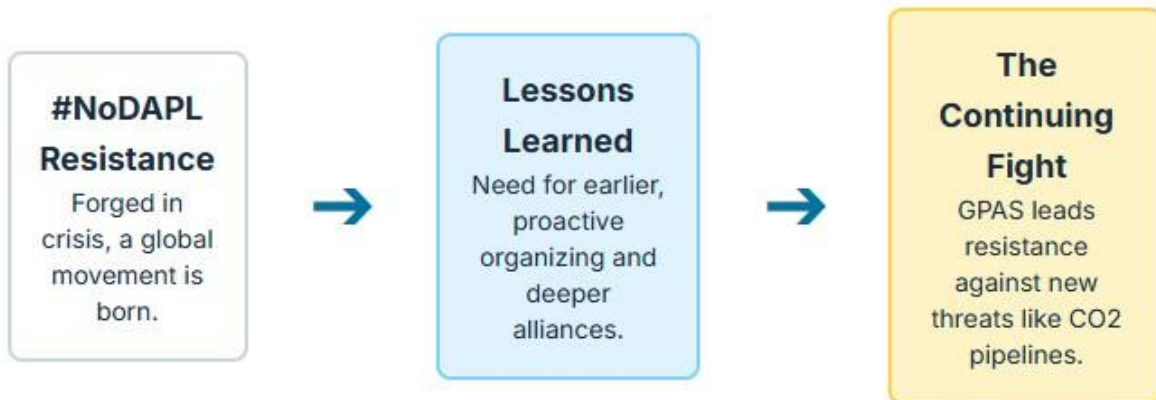 #NoDAPL
Resistance
Forged in
crisis, a global
movement is
born.
Lessons
Learned
Need for earlier,
proactive
organizing and
deeper
alliances.
The
Continuing
Fight
GPAS leads
resistance
against new
threats like CO2
pipelines.